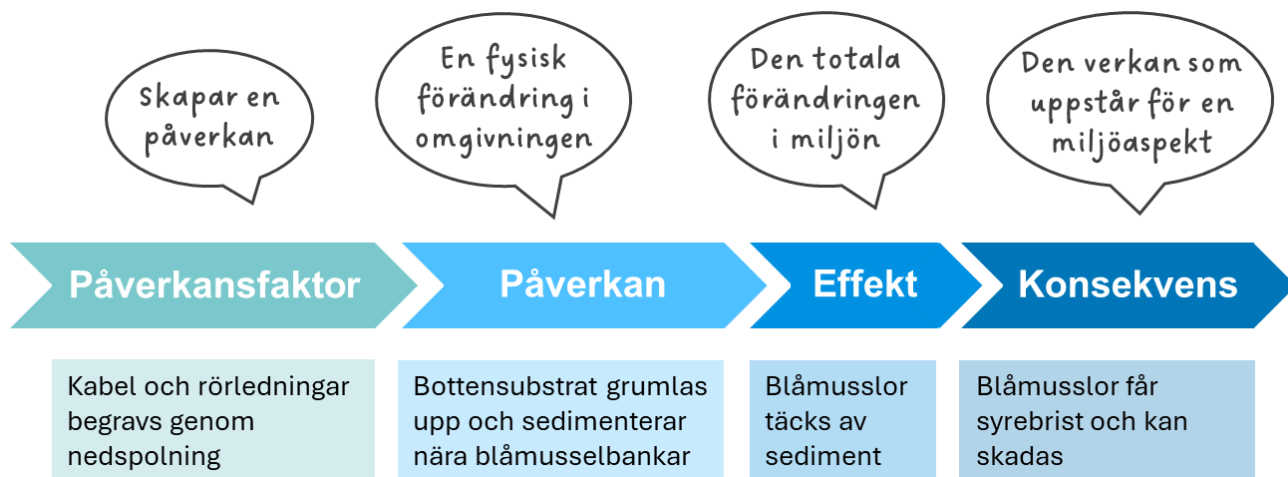 Skapar en
påverkan
En fysisk
förändring i
omgivningen
Den totala
förändringen
i miljön
Den verkan som
uppstår för en
miljöaspekt
Påverkansfaktor
Påverkan
Effekt
Konsekvens
Kabel och rörledningar
begravs genom
nedspolning
Bottensubstrat grumlas
upp och sedimenterar
nära blåmusselbankar
Blåmusslor
täcks av
sediment
Blåmusslor får
syrebrist och kan
skadas